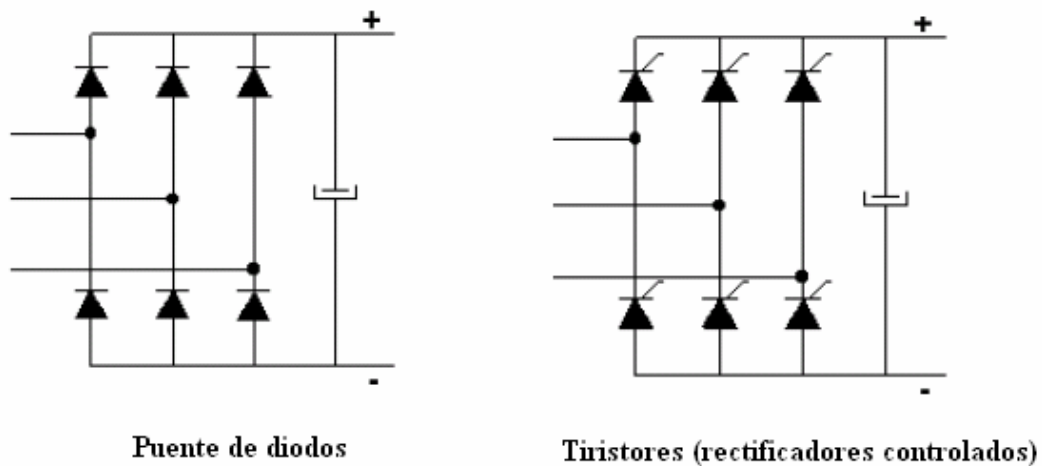 +
+
-
-
Puente de diodos
Tiristores (rectificadores controlados)